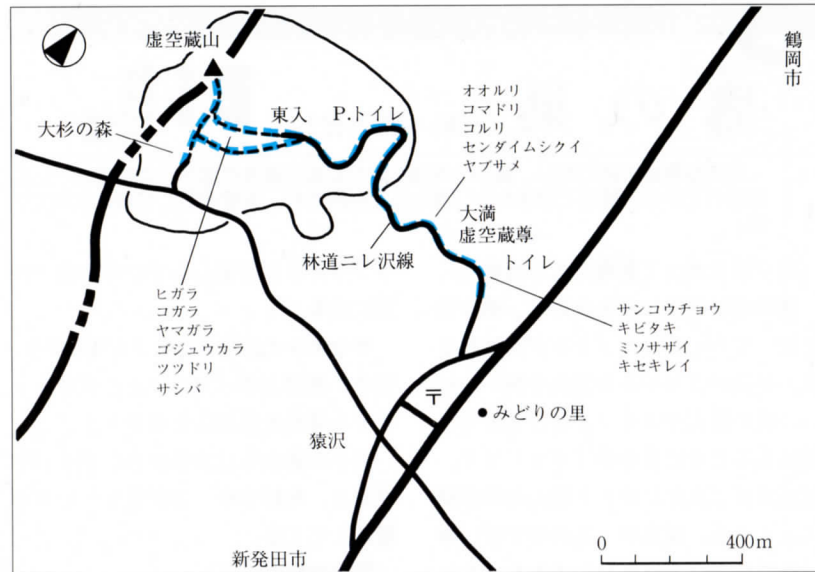 虚空蔵山
鶴岡市
オオルリ
コマドリ
コルリ
センダイムシクイ
ヤブサメ
東入
P.トイレ
大杉の森
大満
虚空蔵尊
トイレ
林道ニレ沢線
ヒガラ
コガラ
ヤマガラ
ゴジュウカラ
ツツドリ
サシバ
サンコウチョウ
キビタキ
ミソサザイ
キセキレイ
〒
みどりの里
猿沢
新発田市
0 400m